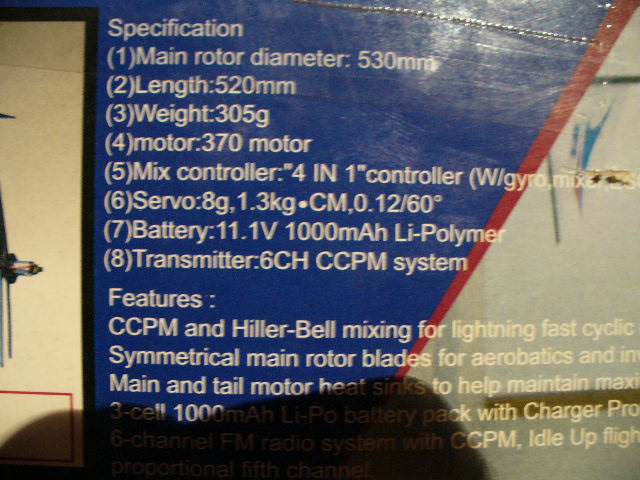 Specification
(1)Main rotor diameter: 530mm
(2)Length:520mm
(3)Weight:305g
(4)motor:370 motor
(5)Mix controller:"4 IN 1"controller (W/gyro,mixer,
(6)Servo:8g,1.3kg•CM,0.12/60°
(7)Battery:11.1V 1000mAh Li-Polymer
(8)Transmitter:6CH CCPM system
Features :
CCPM and Hiller-Bell mixing for lightning fast cyclic
Symmetrical main rotor blades for aerobatics and
Main and tail motor heat sinks to help maintain
3-cell 1000mAh Li-Po battery pack with Charger
6-channel FM radio system with CCPM, Idle Up
proportional fifth channel.